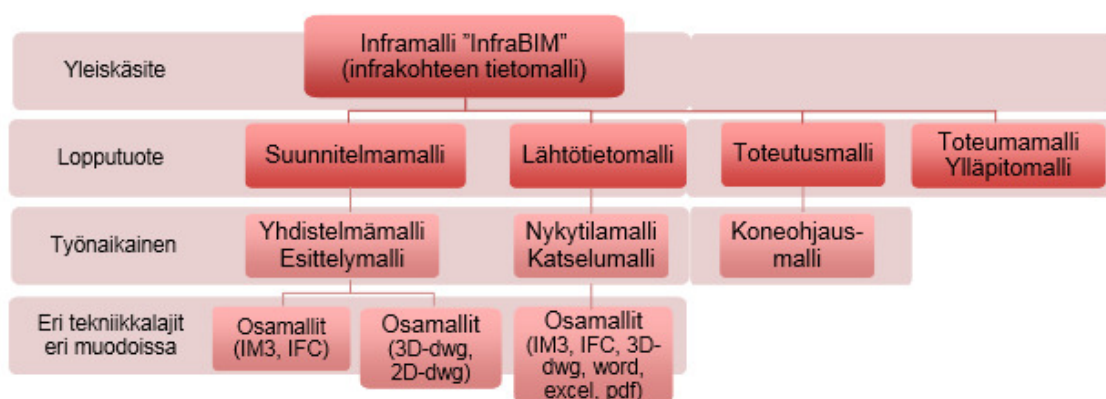 Yleiskäsite
Inframalli ”InfraBIM”
(infrakohteen tietomalli)
Lopputuote
Suunnitelmamalli
Lähtötietomalli
Toteutusmalli
Toteumamalli
Ylläpitomalli
Työnaikainen
Yhdistelmämalli
Esittelymalli
Nykytilamalli
Katselumalli
Koneohjaus-
malli
Eri tekniikkalajit
eri muodoissa
Osamallit
(IM3, IFC)
Osamallit
(3D-dwg,
2D-dwg)
Osamallit
(IM3, IFC, 3D-
dwg, word,
excel, pdf)